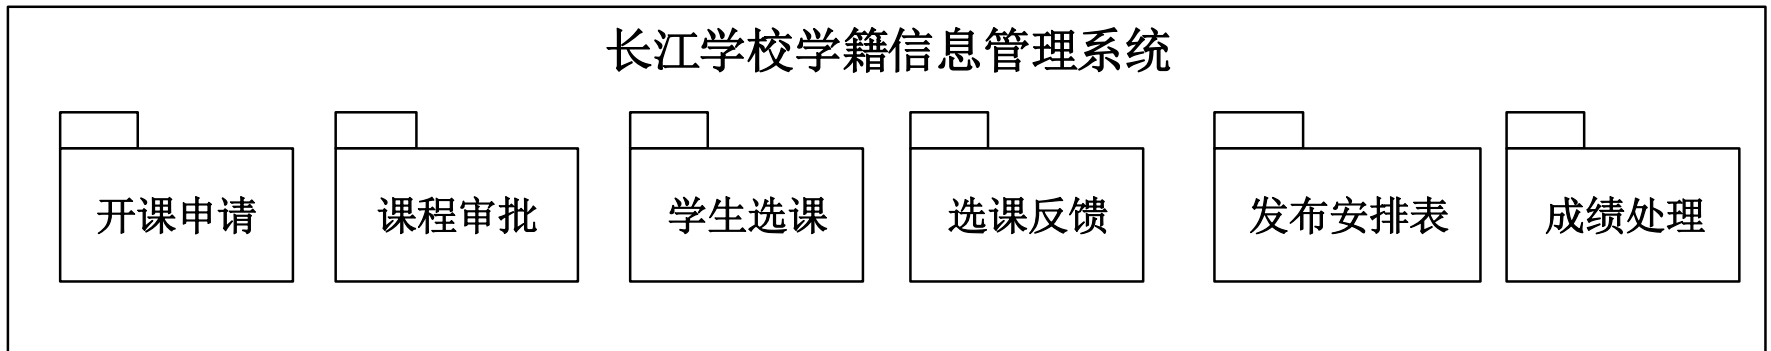 长江学校学籍信息管理系统
开课申请
课程审批
学生选课
选课反馈
发布安排表
成绩处理